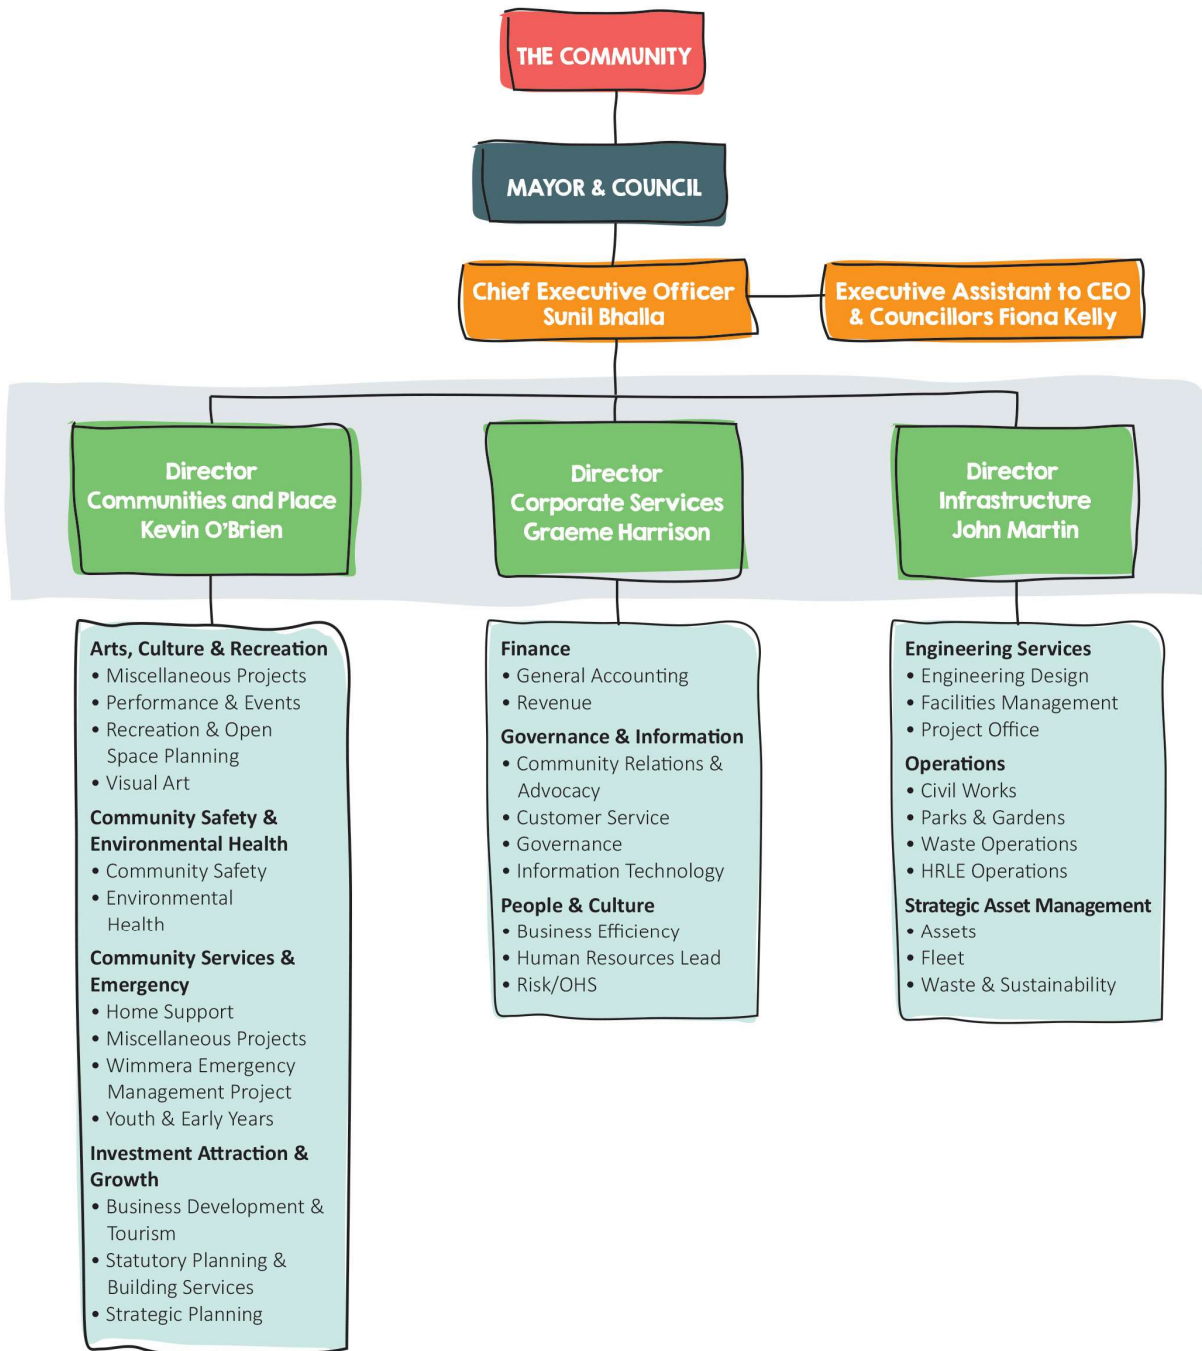 THE COMMUNITY
MAYOR & COUNCIL
Chief Executive Officer
Sunil Bhalla
Executive Assistant to CEO
& Councillors Fiona Kelly
Director
Communities and Place
Kevin O'Brien
Director
Corporate Services
Graeme Harrison
Director
Infrastructure
John Martin
Arts, Culture & Recreation
• Miscellaneous Projects
• Performance & Events
• Recreation & Open
Space Planning
• Visual Art
Community Safety &
Environmental Health
• Community Safety
• Environmental
Health
Community Services &
Emergency
• Home Support
• Miscellaneous Projects
• Wimmera Emergency
Management Project
• Youth & Early Years
Investment Attraction &
Growth
• Business Development &
Tourism
• Statutory Planning &
Building Services
• Strategic Planning
Finance
• General Accounting
• Revenue
Governance & Information
• Community Relations &
Advocacy
• Customer Service
• Governance
• Information Technology
People & Culture
• Business Efficiency
• Human Resources Lead
• Risk/OHS
Engineering Services
• Engineering Design
• Facilities Management
• Project Office
Operations
• Civil Works
• Parks & Gardens
• Waste Operations
• HRLE Operations
Strategic Asset Management
• Assets
• Fleet
• Waste & Sustainability